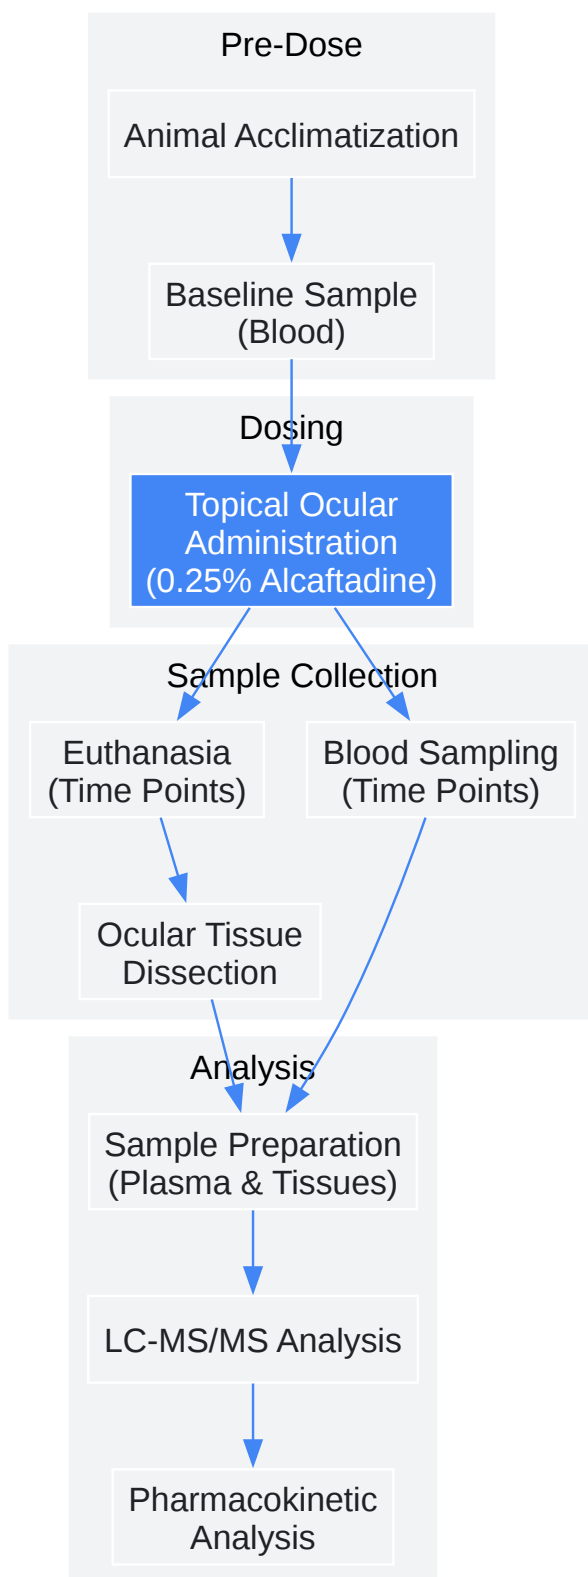 Pre-Dose
Animal Acclimatization
Baseline Sample
(Blood)
Dosing
Topical Ocular
Administration
(0.25% Alcaftadine)
Sample Collection
Euthanasia
(Time Points)
Blood Sampling
(Time Points)
Ocular Tissue
Dissection
Analysis
Sample Preparation
(Plasma & Tissues)
LC-MS/MS Analysis
Pharmacokinetic
Analysis